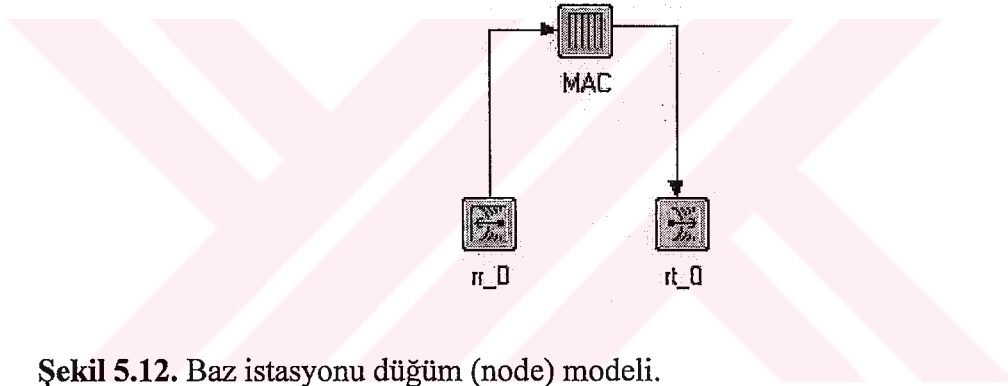 MAC
rr_0 rt_0
Şekil 5.12. Baz istasyonu düğüm (node) modeli.